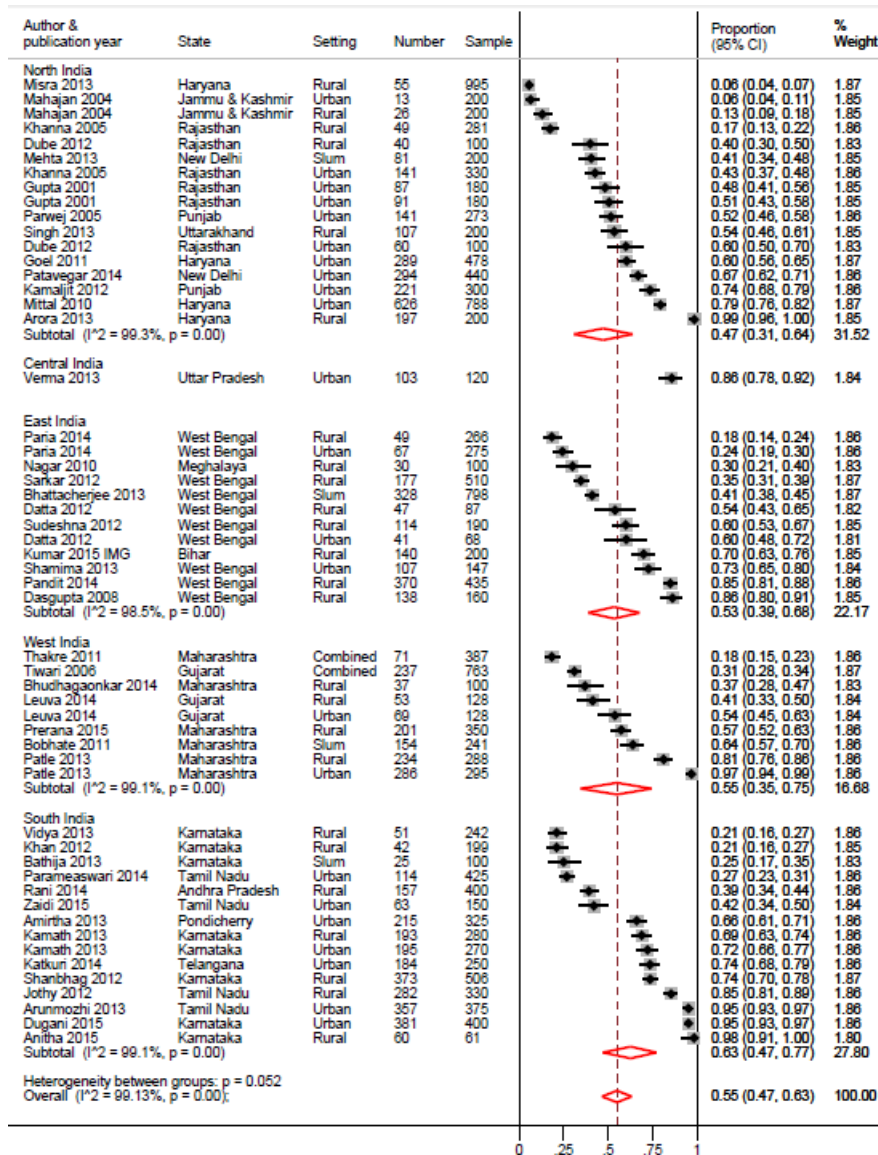 Author &
publication year State Setting Number Sample Proportion (95% CI) % Weight
North India
Misra 2013 Haryana Rural 55 995 0.06 (0.04, 0.07) 1.87
Mahajan 2004 Jammu & Kashmir Urban 13 200 0.06 (0.04, 0.11) 1.85
Mahajan 2004 Jammu & Kashmir Rural 26 200 0.13 (0.09, 0.18) 1.85
Khanna 2005 Rajasthan Rural 49 281 0.17 (0.13, 0.22) 1.86
Dube 2012 Rajasthan Rural 40 100 0.40 (0.30, 0.50) 1.83
Mehta 2013 New Delhi Slum 81 200 0.41 (0.34, 0.48) 1.85
Khanna 2005 Rajasthan Urban 141 330 0.43 (0.37, 0.48) 1.86
Gupta 2001 Rajasthan Urban 87 180 0.48 (0.41, 0.56) 1.85
Gupta 2001 Rajasthan Urban 91 180 0.51 (0.43, 0.58) 1.85
Parwej 2005 Punjab Urban 141 273 0.52 (0.46, 0.58) 1.86
Singh 2013 Uttarakhand Rural 107 200 0.54 (0.46, 0.61) 1.85
Dube 2012 Rajasthan Urban 60 100 0.60 (0.50, 0.70) 1.83
Goel 2011 Haryana Urban 289 478 0.60 (0.56, 0.65) 1.87
Patavegar 2014 New Delhi Urban 294 440 0.67 (0.62, 0.71) 1.86
Kamaljit 2012 Punjab Urban 221 300 0.74 (0.68, 0.79) 1.86
Mittal 2010 Haryana Urban 626 788 0.79 (0.76, 0.82) 1.87
Arora 2013 Haryana Rural 197 200 0.99 (0.96, 1.00) 1.85
Subtotal (I^2 = 99.3%, p = 0.00) 0.47 (0.31, 0.64) 31.52
Central India
Verma 2013 Uttar Pradesh Urban 103 120 0.86 (0.78, 0.92) 1.84
East India
Paria 2014 West Bengal Rural 49 266 0.18 (0.14, 0.24) 1.86
Paria 2014 West Bengal Urban 67 275 0.24 (0.19, 0.30) 1.86
Nagar 2010 Meghalaya Rural 30 100 0.30 (0.21, 0.40) 1.83
Sarkar 2012 West Bengal Rural 177 510 0.35 (0.31, 0.39) 1.87
Bhattacherjee 2013 West Bengal Slum 328 798 0.41 (0.38, 0.45) 1.87
Datta 2012 West Bengal Rural 47 87 0.54 (0.43, 0.65) 1.82
Sudeshna 2012 West Bengal Rural 114 190 0.60 (0.53, 0.67) 1.85
Datta 2012 West Bengal Urban 41 68 0.60 (0.48, 0.72) 1.81
Kumar 2015 IMG Bihar Rural 140 200 0.70 (0.63, 0.76) 1.85
Shamima 2013 West Bengal Urban 107 147 0.73 (0.65, 0.80) 1.84
Pandit 2014 West Bengal Rural 370 435 0.85 (0.81, 0.88) 1.86
Dasgupta 2008 West Bengal Rural 138 160 0.86 (0.80, 0.91) 1.85
Subtotal (I^2 = 98.5%, p = 0.00) 0.53 (0.39, 0.68) 22.17
West India
Thakre 2011 Maharashtra Combined 71 387 0.18 (0.15, 0.23) 1.86
Tiwari 2006 Gujarat Combined 237 763 0.31 (0.28, 0.34) 1.87
Bhudhagaonkar 2014 Maharashtra Rural 37 100 0.37 (0.28, 0.47) 1.83
Leuva 2014 Gujarat Rural 53 128 0.41 (0.33, 0.50) 1.84
Leuva 2014 Gujarat Urban 69 128 0.54 (0.45, 0.63) 1.84
Prerana 2015 Maharashtra Rural 201 350 0.57 (0.52, 0.63) 1.86
Bobhate 2011 Maharashtra Slum 154 241 0.64 (0.57, 0.70) 1.86
Patle 2013 Maharashtra Rural 234 288 0.81 (0.76, 0.86) 1.86
Patle 2013 Maharashtra Urban 286 295 0.97 (0.94, 0.99) 1.86
Subtotal (I^2 = 99.1%, p = 0.00) 0.55 (0.35, 0.75) 16.68
South India
Vidya 2013 Karnataka Rural 51 242 0.21 (0.16, 0.27) 1.86
Khan 2012 Karnataka Rural 42 199 0.21 (0.16, 0.27) 1.85
Bathija 2013 Karnataka Slum 25 100 0.25 (0.17, 0.35) 1.83
Parameaswari 2014 Tamil Nadu Urban 114 425 0.27 (0.23, 0.31) 1.86
Rani 2014 Andhra Pradesh Rural 157 400 0.39 (0.34, 0.44) 1.86
Zaidi 2015 Tamil Nadu Urban 63 150 0.42 (0.34, 0.50) 1.84
Amirtha 2013 Pondicherry Urban 215 325 0.66 (0.61, 0.71) 1.86
Kamath 2013 Karnataka Rural 193 280 0.69 (0.63, 0.74) 1.86
Kamath 2013 Karnataka Urban 195 270 0.72 (0.66, 0.77) 1.86
Katkuri 2014 Telangana Urban 184 250 0.74 (0.68, 0.79) 1.86
Shanbhag 2012 Karnataka Rural 373 506 0.74 (0.70, 0.78) 1.87
Jothy 2012 Tamil Nadu Rural 282 330 0.85 (0.81, 0.89) 1.86
Arunmozhi 2013 Tamil Nadu Urban 357 375 0.95 (0.93, 0.97) 1.86
Dugani 2015 Karnataka Urban 381 400 0.95 (0.93, 0.97) 1.86
Anitha 2015 Karnataka Rural 60 61 0.98 (0.91, 1.00) 1.80
Subtotal (I^2 = 99.1%, p = 0.00) 0.63 (0.47, 0.77) 27.80
Heterogeneity between groups: p = 0.052
Overall (I^2 = 99.13%, p = 0.00); 0.55 (0.47, 0.63) 100.00
0 .25 .5 .75 1